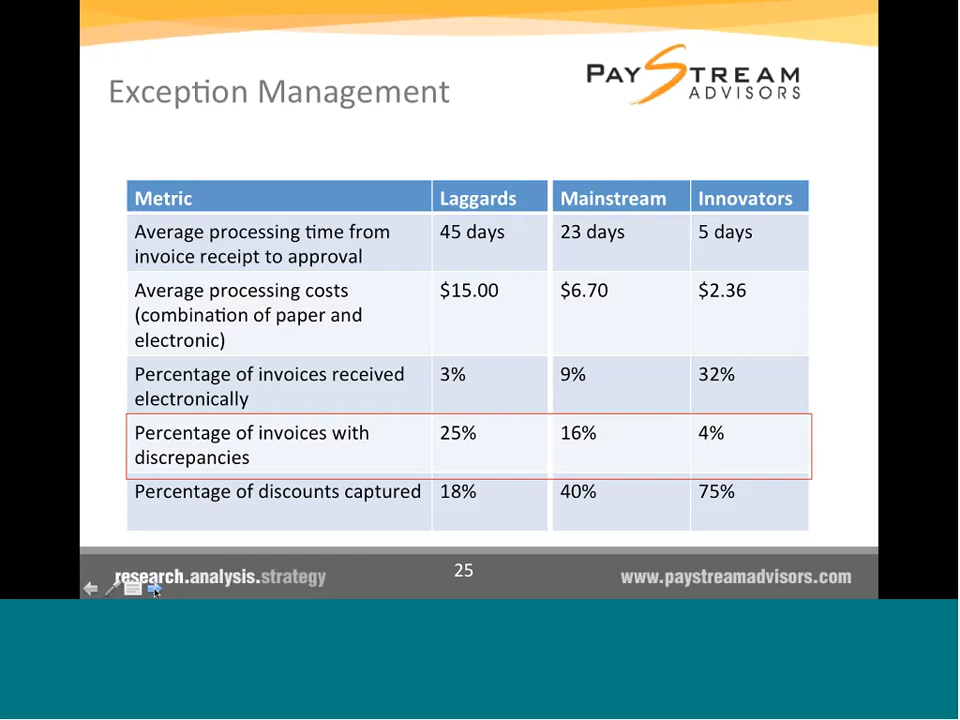 Exception Management
PAYSTREAM
ADVISORS
Metric Laggards Mainstream Innovators
Average processing time from 45 days 23 days 5 days
invoice receipt to approval
Average processing costs $15.00 $6.70 $2.36
(combination of paper and
electronic)
Percentage of invoices received 3% 9% 32%
electronically
Percentage of invoices with 25% 16% 4%
discrepancies
Percentage of discounts captured 18% 40% 75%
research.analysis.strategy 25 www.paystreamadvisors.com